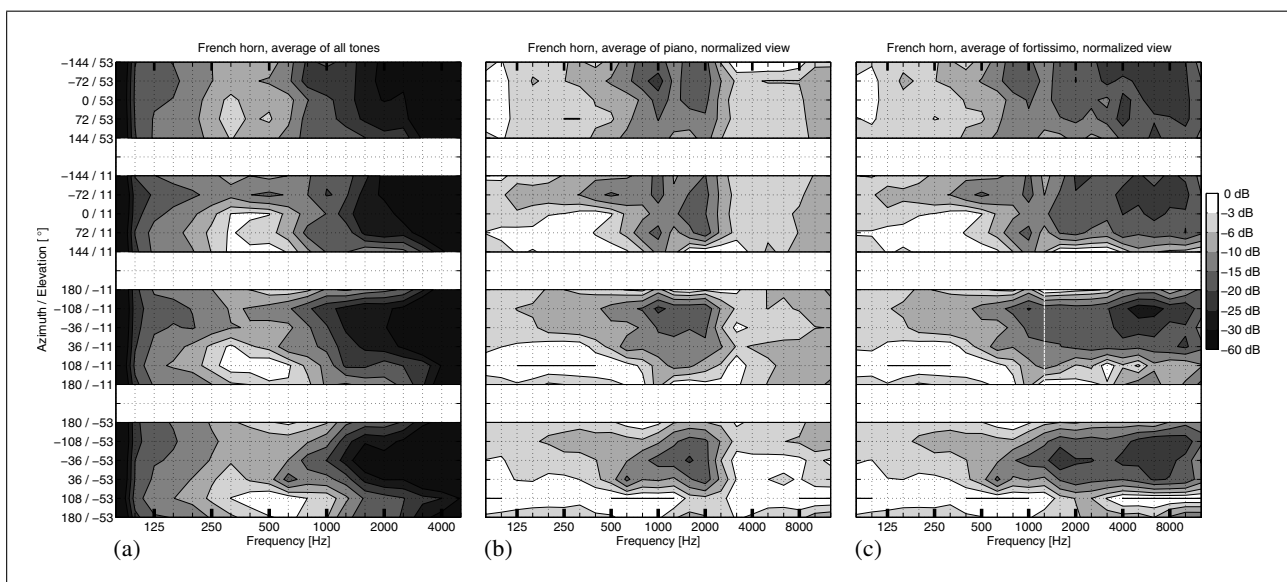 French horn, average of all tones
French horn, average of piano, normalized view
French horn, average of fortissimo, normalized view
Azimuth / Elevation [ °]
−144 / 53
−72 / 53
0 / 53
72 / 53
144 / 53
−144 / 11
−72 / 11
0 / 11
72 / 11
144 / 11
180 / −11
−108 / −11
−36 / −11
36 / −11
108 / −11
180 / −11
180 / −53
−108 / −53
−36 / −53
36 / −53
108 / −53
180 / −53
0 dB
−3 dB
−6 dB
−10 dB
−15 dB
−20 dB
−25 dB
−30 dB
−60 dB
125 250 500 1000 2000 4000
125 250 500 1000 2000 4000 8000
125 250 500 1000 2000 4000 8000
(a) Frequency [Hz]
(b) Frequency [Hz]
(c) Frequency [Hz]